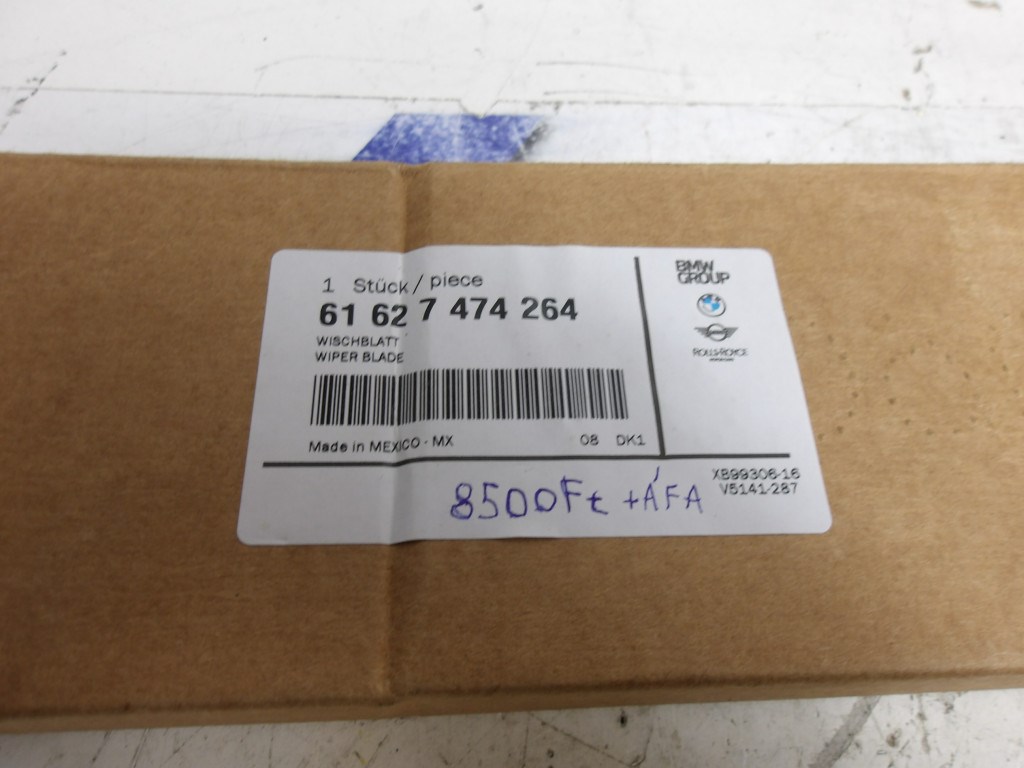 1 Stück / piece
61 62 7 474 264
WISCHBLATT
WIPER BLADE
Made in MEXICO - MX 08 DK1
BMW
GROUP
ROLLS-ROYCE
XB99306-16
V5141-287
8500Ft +ÁFA